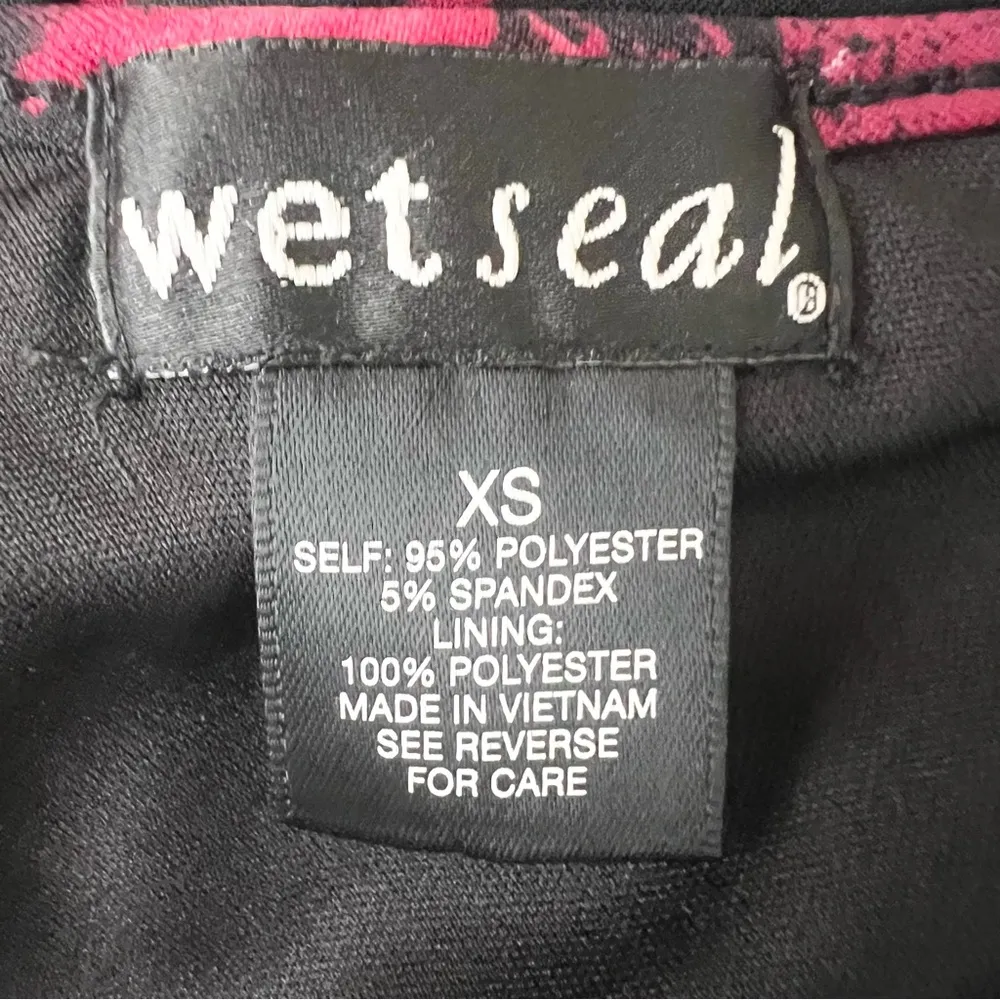 wet seal®
XS
SELF: 95% POLYESTER
5% SPANDEX
LINING:
100% POLYESTER
MADE IN VIETNAM
SEE REVERSE
FOR CARE